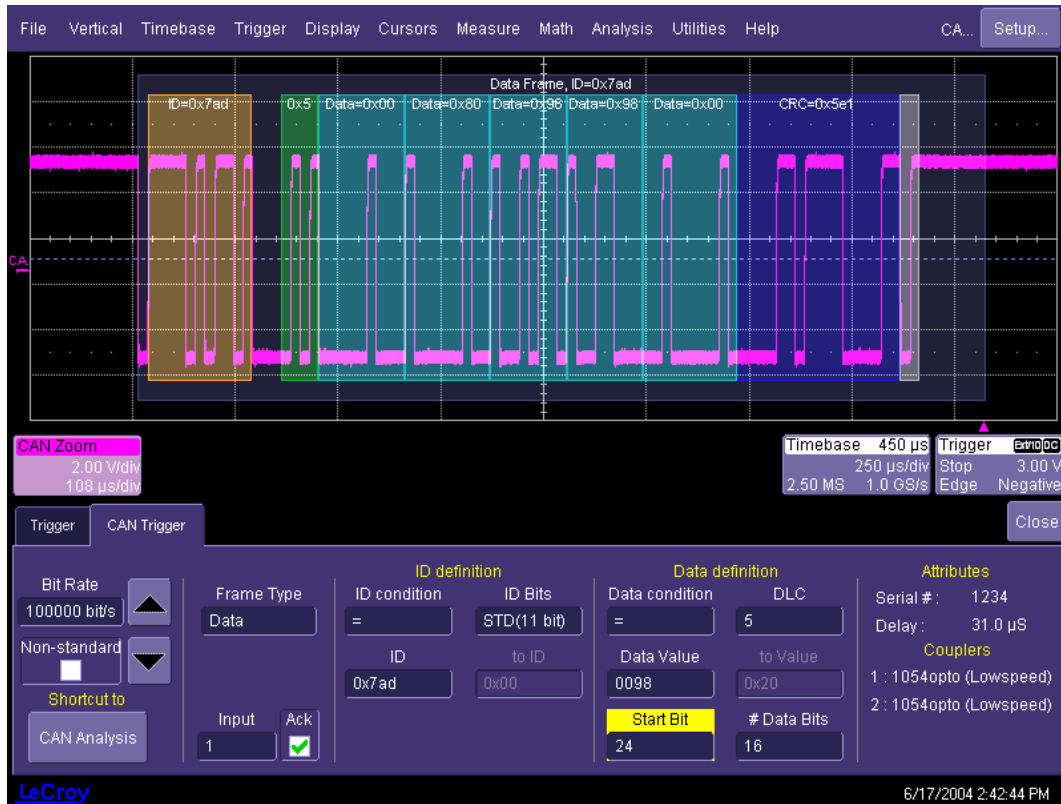 File Vertical Timebase Trigger Display Cursors Measure Math Analysis Utilities Help CA... Setup...
Data Frame, ID=0x7ad
ID=0x7ad 0x5 Data=0x00 Data=0x80 Data=0x96 Data=0x98 Data=0x00 CRC=0x5e1
CA.
1
CAN Zoom
2.00 V/div
108 µs/div
Timebase 450 µs
250 µs/div
2.50 MS 1.0 GS/s
Trigger Ext10 DC
Stop 3.00 V
Edge Negative
Trigger CAN Trigger Close
Bit Rate
100000 bit/s
Non-standard
Shortcut to
CAN Analysis
Frame Type
Data
Input Ack
1
ID definition
ID condition ID Bits
= STD(11 bit)
ID to ID
0x7ad 0x00
Data definition
Data condition DLC
= 5
Data Value to Value
0098 0x20
Start Bit # Data Bits
24 16
Attributes
Serial # : 1234
Delay : 31.0 µS
Couplers
1 : 1054opto (Lowspeed)
2 : 1054opto (Lowspeed)
LeCroy 6/17/2004 2:42:44 PM